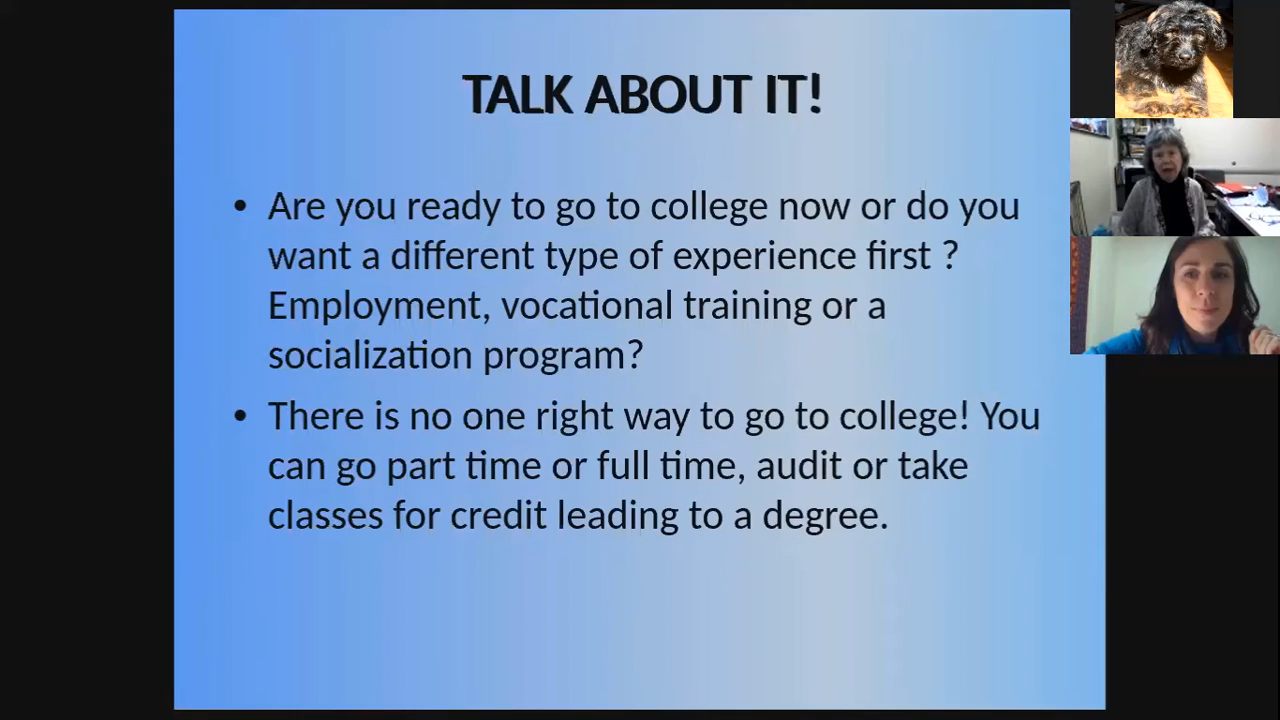 TALK ABOUT IT!
• Are you ready to go to college now or do you
want a different type of experience first ?
Employment, vocational training or a
socialization program?
• There is no one right way to go to college! You
can go part time or full time, audit or take
classes for credit leading to a degree.